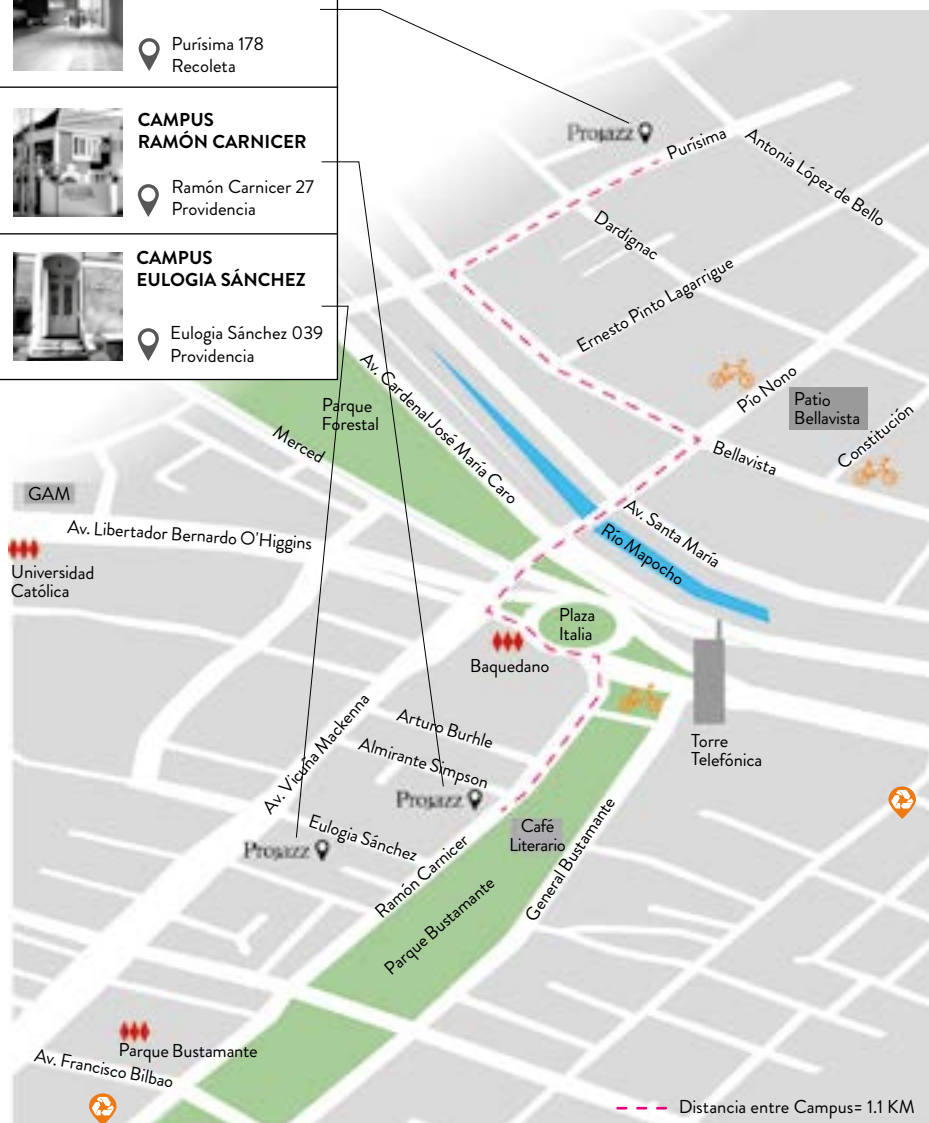 Purísima 178
Recoleta
CAMPUS
RAMÓN CARNICER
Ramón Carnicer 27
Providencia
CAMPUS
EULOGIA SÁNCHEZ
Eulogia Sánchez 039
Providencia
Projazz
Purísima
Antonia López de Bello
Dardignac
Ernesto Pinto Lagarrigue
Pío Nono
Patio
Bellavista
Constitución
Bellavista
Av. Cardenal José María Caro
Parque
Forestal
Merced
GAM
Av. Libertador Bernardo O'Higgins
Universidad
Católica
Av. Santa María
Río Mapocho
Plaza
Italia
Baquedano
Torre
Telefónica
Av. Vicuña Mackenna
Arturo Burhle
Almirante Simpson
Projazz
Eulogia Sánchez
Projazz
Ramón Carnicer
Café
Literario
General Bustamante
Parque Bustamante
Parque Bustamante
Av. Francisco Bilbao
Distancia entre Campus= 1.1 KM